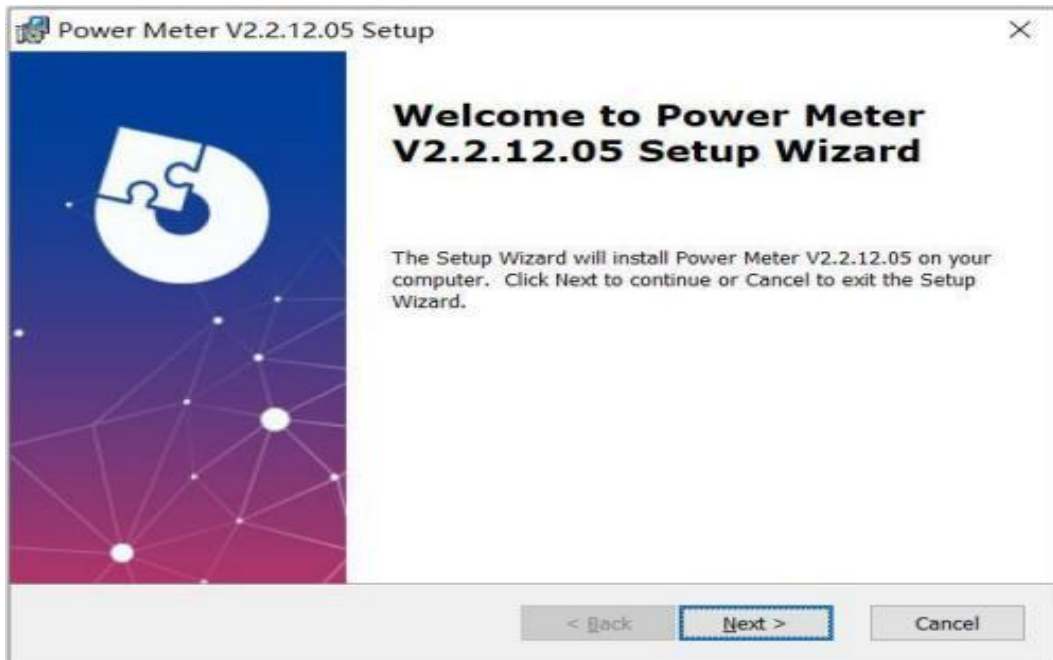 Power Meter V2.2.12.05 Setup
Welcome to Power Meter
V2.2.12.05 Setup Wizard
The Setup Wizard will install Power Meter V2.2.12.05 on your
computer. Click Next to continue or Cancel to exit the Setup
Wizard.
< Back
Next >
Cancel